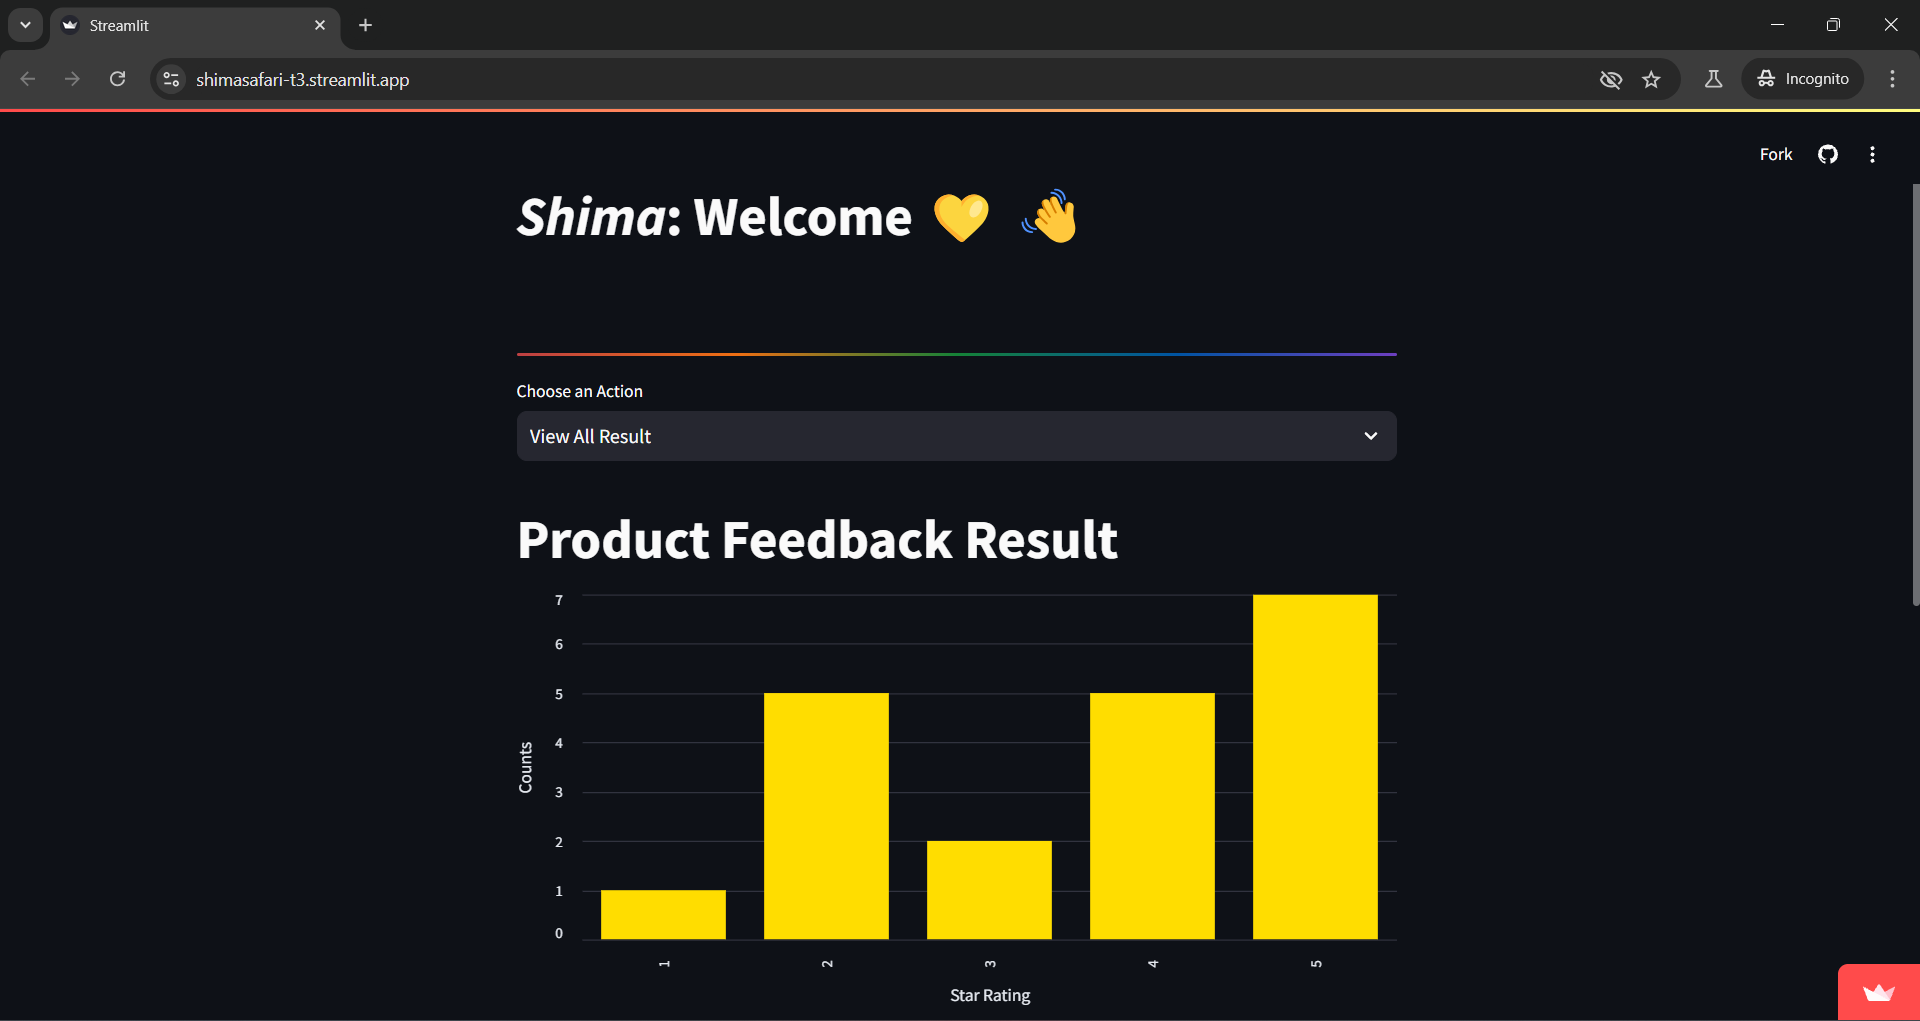 Streamlit
shimasafari-t3.streamlit.app
Incognito
Fork
Shima: Welcome 💛 👋
Choose an Action
View All Result
Product Feedback Result
7
6
5
4
3
2
1
0
Counts
1 2 3 4 5
Star Rating